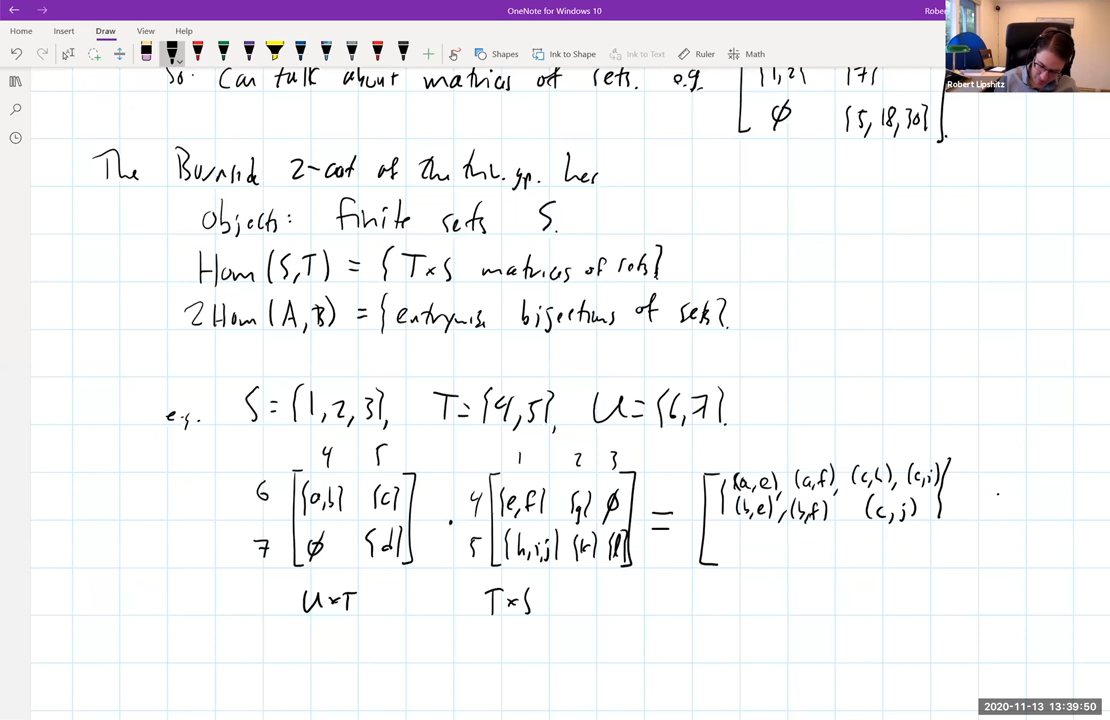 OneNote for Windows 10
Rober
Home Insert Draw View Help
Shapes Ink to Shape Ink to Text Ruler Math
Robert Lipshitz
So: Can talk about matrices of sets. e.g. [ {1,2} {7}
∅ {5, 18, 30} ].
The Burnside 2-cat of the triv. gp. has
objects: finite sets S.
Hom (S,T) = { T×S matrices of sets}
2Hom (A,B) = {entrywise bijections of sets}.
e.g. S = {1, 2, 3}, T = {4, 5}, U = {6, 7}.
4 5 1 2 3
6 [ {a,b} {c} 4 [ {e,f} {g} ∅ ] = [ { (a,e), (a,f), (c,h), (c,i)
7 ∅ {d} ] · 5 {h,i,j} {k} {l} ] (b,e), (b,f) (c,j) }
U×T T×S
2020-11-13 13:39:50